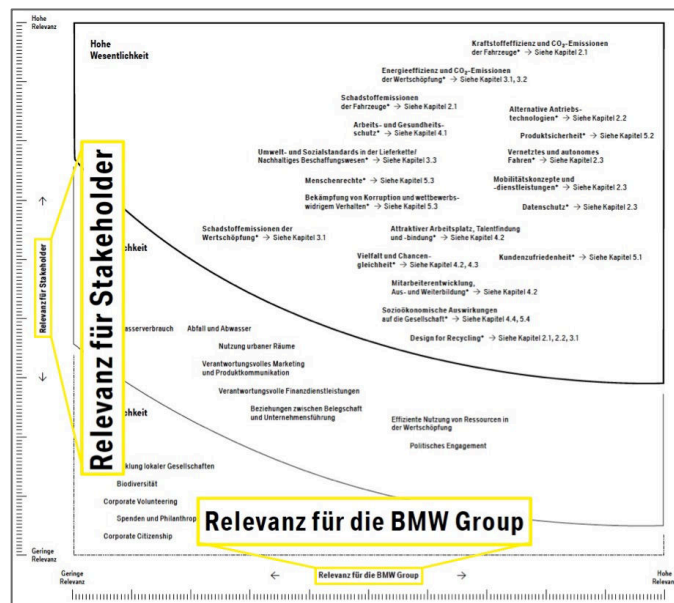 Hohe
Relevanz
Hohe
Wesentlichkeit
Kraftstoffeffizienz und CO₂-Emissionen
der Fahrzeuge* → Siehe Kapitel 2.1
Energieeffizienz und CO₂-Emissionen
der Wertschöpfung* → Siehe Kapitel 3.1, 3.2
Schadstoffemissionen
der Fahrzeuge* → Siehe Kapitel 2.1
Alternative Antriebs-
technologien* → Siehe Kapitel 2.2
Arbeits- und Gesundheits-
schutz* → Siehe Kapitel 4.1
Produktsicherheit* → Siehe Kapitel 5.2
Umwelt- und Sozialstandards in der Lieferkette/
Nachhaltiges Beschaffungswesen* → Siehe Kapitel 3.3
Vernetztes und autonomes
Fahren* → Siehe Kapitel 2.3
Menschenrechte* → Siehe Kapitel 5.3
Mobilitätskonzepte und
-dienstleistungen* → Siehe Kapitel 2.3
Bekämpfung von Korruption und wettbewerbs-
widrigem Verhalten* → Siehe Kapitel 5.3
Datenschutz* → Siehe Kapitel 2.3
Schadstoffemissionen der
Wertschöpfung* → Siehe Kapitel 3.1
Attraktiver Arbeitsplatz, Talentfindung
und -bindung* → Siehe Kapitel 4.2
Vielfalt und Chancen-
gleichheit* → Siehe Kapitel 4.2, 4.3
Kundenzufriedenheit* → Siehe Kapitel 5.1
Mitarbeiterentwicklung,
Aus- und Weiterbildung* → Siehe Kapitel 4.2
Sozioökonomische Auswirkungen
auf die Gesellschaft* → Siehe Kapitel 4.4, 5.4
Design for Recycling* → Siehe Kapitel 2.1, 2.2, 3.1
Relevanz für Stakeholder
Relevanz für Stakeholder
lichkeit
asserverbrauch
Abfall und Abwasser
Nutzung urbaner Räume
Verantwortungsvolles Marketing
und Produktkommunikation
Verantwortungsvolle Finanzdienstleistungen
Beziehungen zwischen Belegschaft
und Unternehmensführung
lichkeit
Effiziente Nutzung von Ressourcen in
der Wertschöpfung
Politisches Engagement
klung lokaler Gesellschaften
Biodiversität
Corporate Volunteering
Spenden und Philanthrop
Corporate Citizenship
Relevanz für die BMW Group
Geringe
Relevanz
Geringe
Relevanz
← Relevanz für die BMW Group →
Hohe
Relevanz